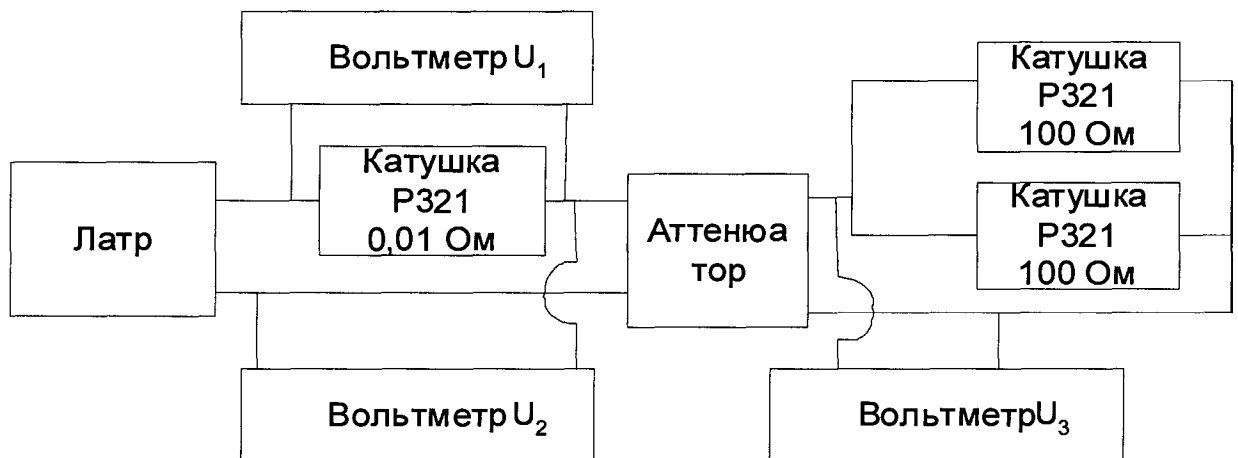 Вольтметр U₁
Катушка
Р321
100 Ом
Катушка
Р321
0,01 Ом
Латр
Аттенюа
тор
Катушка
Р321
100 Ом
Вольтметр U₂
ВольтметрU₃